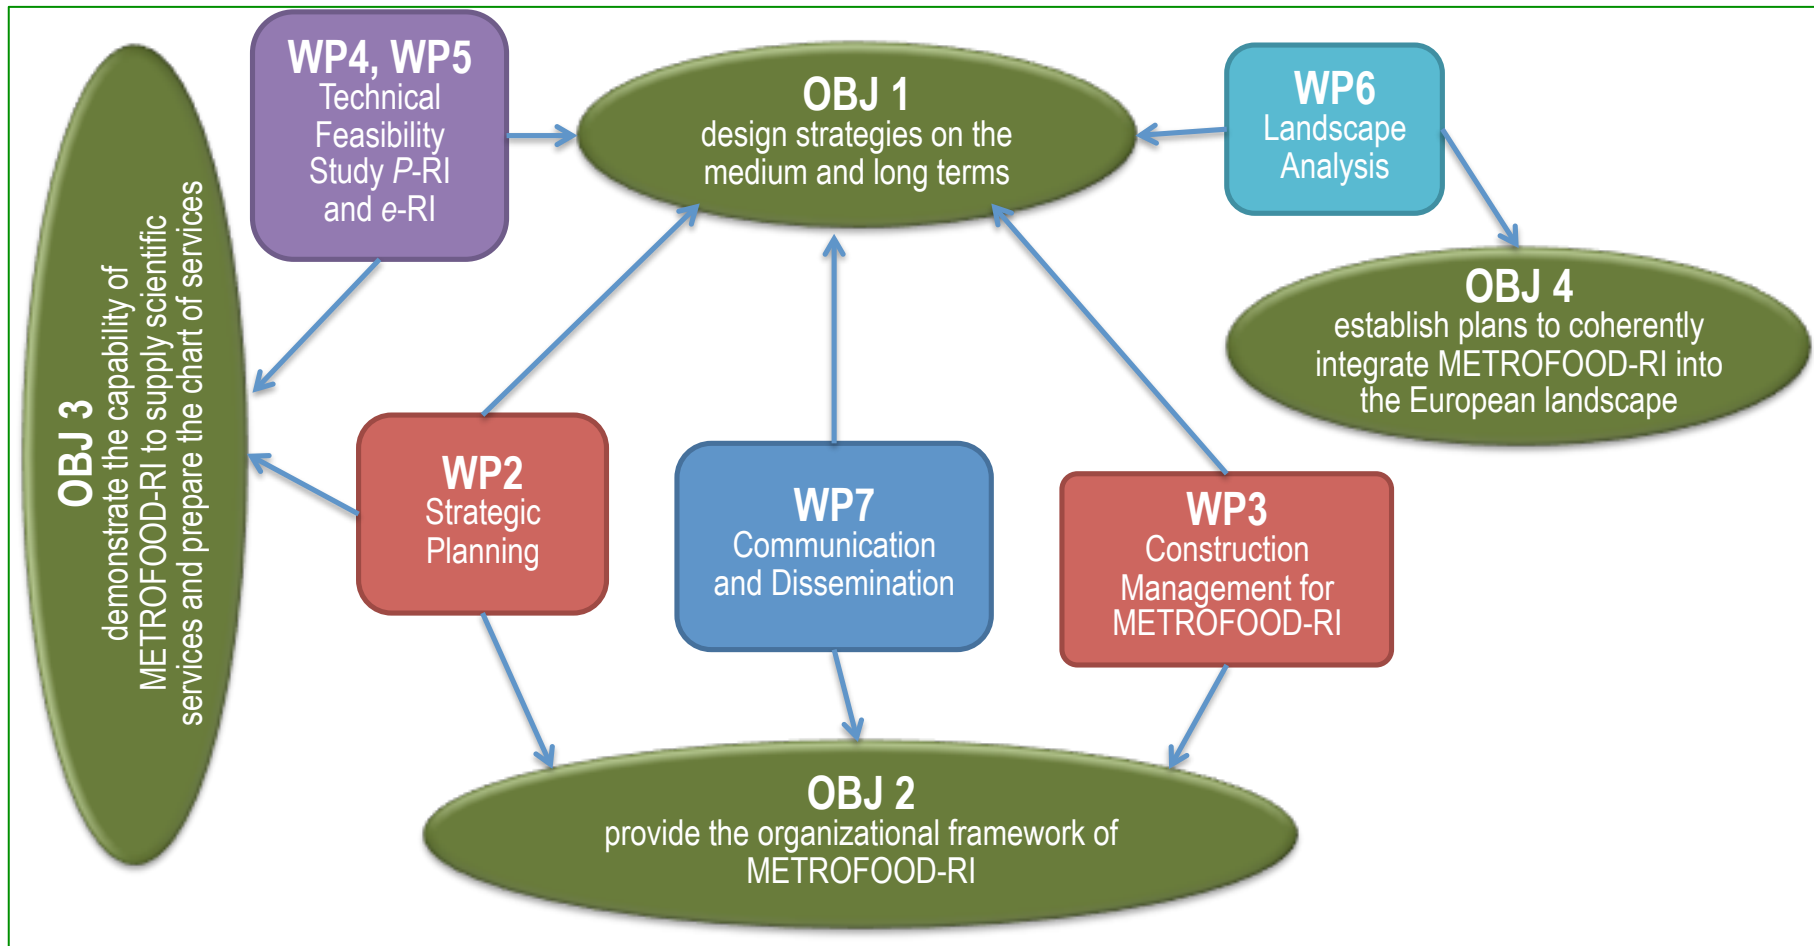 WP4, WP5
Technical
Feasibility
Study P-RI
and e-RI
OBJ 1
design strategies on the
medium and long terms
WP6
Landscape
Analysis
OBJ 3
demonstrate the capability of
METROFOOD-RI to supply scientific
services and prepare the chart of services
OBJ 4
establish plans to coherently
integrate METROFOOD-RI into
the European landscape
WP2
Strategic
Planning
WP7
Communication
and Dissemination
WP3
Construction
Management for
METROFOOD-RI
OBJ 2
provide the organizational framework of
METROFOOD-RI